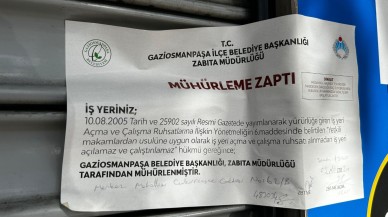 T.C.
GAZİOSMANPAŞA İLÇE BELEDİYE BAŞKANLIĞI
ZABITA MÜDÜRLÜĞÜ
MÜHÜRLEME ZAPTI
İŞ YERİNİZ;
10.08.2005 Tarih ve 25902 sayılı Resmi Gazetede yayımlanarak yürürlüğe giren iş yeri
Açma ve Çalışma Ruhsatlarına İlişkin Yönetmeliğin 6.maddesinde belirtilen "Yetkili
makamlardan usulüne uygun olarak iş yeri açma ve çalışma ruhsatı alınmadan iş yeri
açılamaz ve çalıştırılamaz" hükmü gereğince;
GAZİOSMANPAŞA BELEDİYE BAŞKANLIĞI, ZABITA MÜDÜRLÜĞÜ
TARAFINDAN MÜHÜRLENMİŞTİR.